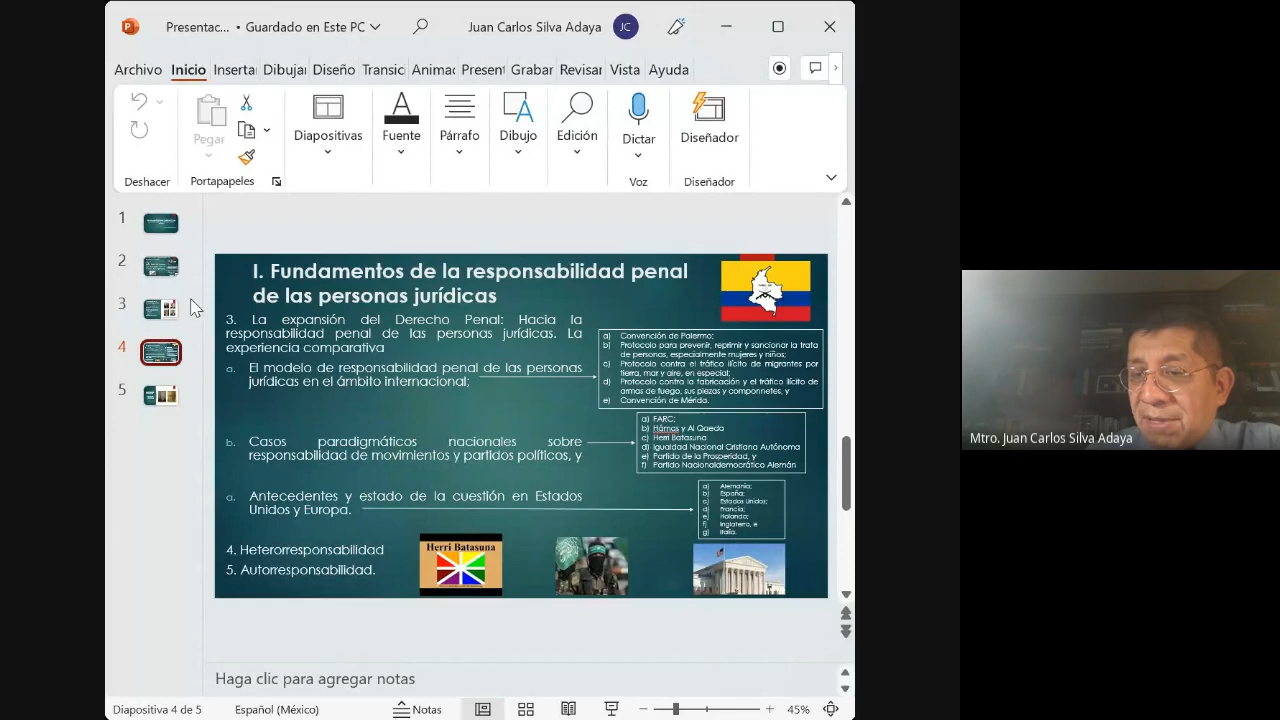 Presentac... • Guardado en Este PC
Juan Carlos Silva Adaya
JC
Archivo
Inicio
Inserta
Dibujar
Diseño
Transic
Animac
Present
Grabar
Revisar
Vista
Ayuda
Pegar
Diapositivas
Fuente
Párrafo
Dibujo
Edición
Dictar
Diseñador
Deshacer
Portapapeles
Voz
Diseñador
1
2
3
4
5
I. Fundamentos de la responsabilidad penal
de las personas jurídicas
3. La expansión del Derecho Penal: Hacia la
responsabilidad penal de las personas jurídicas. La
experiencia comparativa
a. El modelo de responsabilidad penal de las personas
jurídicas en el ámbito internacional;
a) Convención de Palermo;
b) Protocolo para prevenir, reprimir y sancionar la trata
de personas, especialmente mujeres y niños;
c) Protocolo contra el tráfico ilícito de migrantes por
tierra, mar y aire, en especial;
d) Protocolo contra la fabricación y el tráfico ilícito de
armas de fuego, sus piezas y componnetes, y
e) Convención de Mérida.
b. Casos paradigmáticos nacionales sobre
responsabilidad de movimientos y partidos políticos, y
a) FARC;
b) Hámas y Al Qaeda
c) Herri Batasuna
d) Igualdad Nacional Cristiana Autónoma
e) Partido de la Prosperidad, y
f) Partido Nacionaldemocrático Alemán
a. Antecedentes y estado de la cuestión en Estados
Unidos y Europa.
a) Alemania;
b) España;
c) Estados Unidos;
d) Francia;
e) Holanda;
f) Inglaterra, e
g) Italia.
4. Heterorresponsabilidad
5. Autorresponsabilidad.
Herri Batasuna
Haga clic para agregar notas
Diapositiva 4 de 5
Español (México)
Notas
45%
Mtro. Juan Carlos Silva Adaya